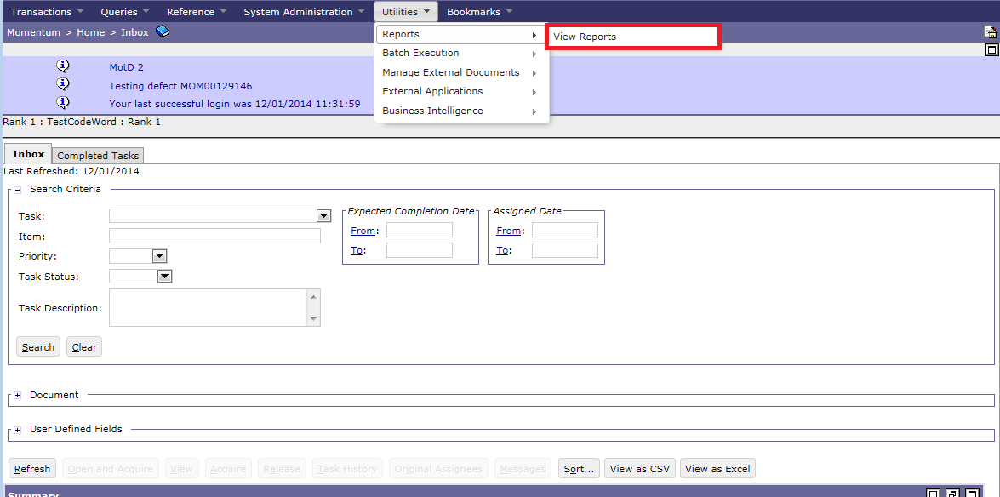 Transactions Queries Reference System Administration Utilities Bookmarks
Momentum > Home > Inbox
Reports
View Reports
Batch Execution
Manage External Documents
External Applications
Business Intelligence
MotD 2
Testing defect MOM00129146
Your last successful login was 12/01/2014 11:31:59
Rank 1 : TestCodeWord : Rank 1
Inbox Completed Tasks
Last Refreshed: 12/01/2014
Search Criteria
Task:
Item:
Priority:
Task Status:
Task Description:
Expected Completion Date
From:
To:
Assigned Date
From:
To:
Search Clear
Document
User Defined Fields
Refresh Open and Acquire View Acquire Release Task History Original Assignees Messages Sort... View as CSV View as Excel
Summary